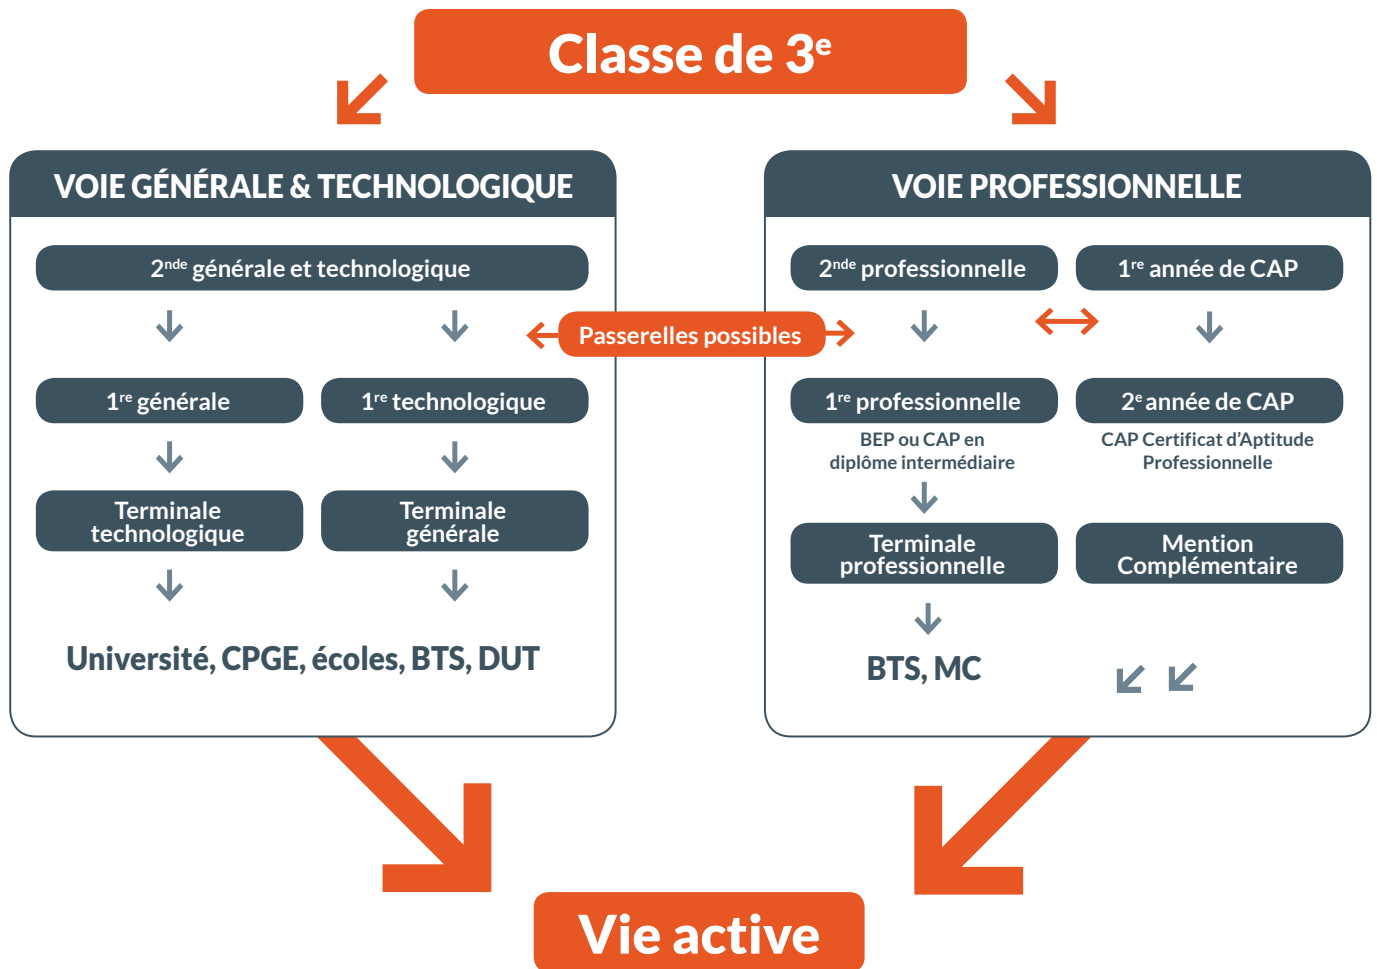 Classe de 3e
VOIE GÉNÉRALE & TECHNOLOGIQUE
2nde générale et technologique
1re générale
1re technologique
Terminale
technologique
Terminale
générale
Université, CPGE, écoles, BTS, DUT
Passerelles possibles
VOIE PROFESSIONNELLE
2nde professionnelle
1re année de CAP
1re professionnelle
BEP ou CAP en
diplôme intermédiaire
2e année de CAP
CAP Certificat d’Aptitude
Professionnelle
Terminale
professionnelle
Mention
Complémentaire
BTS, MC
Vie active